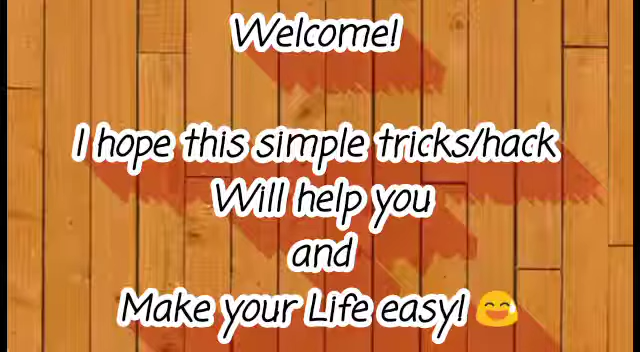 Welcome!
I hope this simple tricks/hack
Will help you
and
Make your Life easy! 😅